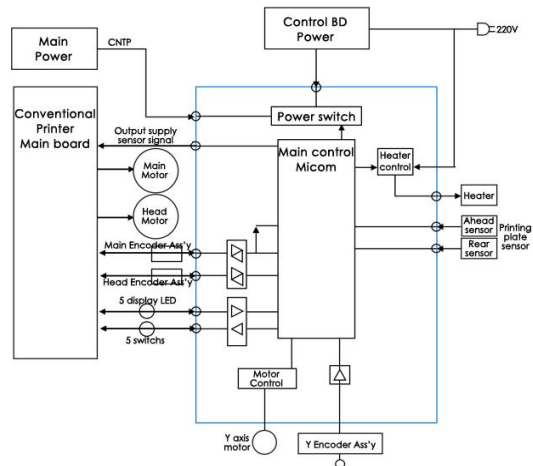 Main
Power
CNTP
Control BD
Power
220V
Conventional
Printer
Main board
Output supply
sensor signal
Power switch
Main control
Micom
Heater
control
Heater
Main
Motor
Head
Motor
Ahead
sensor
Rear
sensor
Printing
plate
sensor
Main Encoder Ass'y
Head Encoder Ass'y
5 display LED
5 switchs
Motor
Control
Y axis
motor
Y Encoder Ass'y